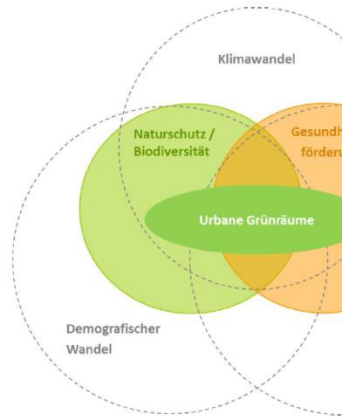 Klimawandel
Naturschutz /
Biodiversität
Gesundh
förderu
Urbane Grünräume
Demografischer
Wandel